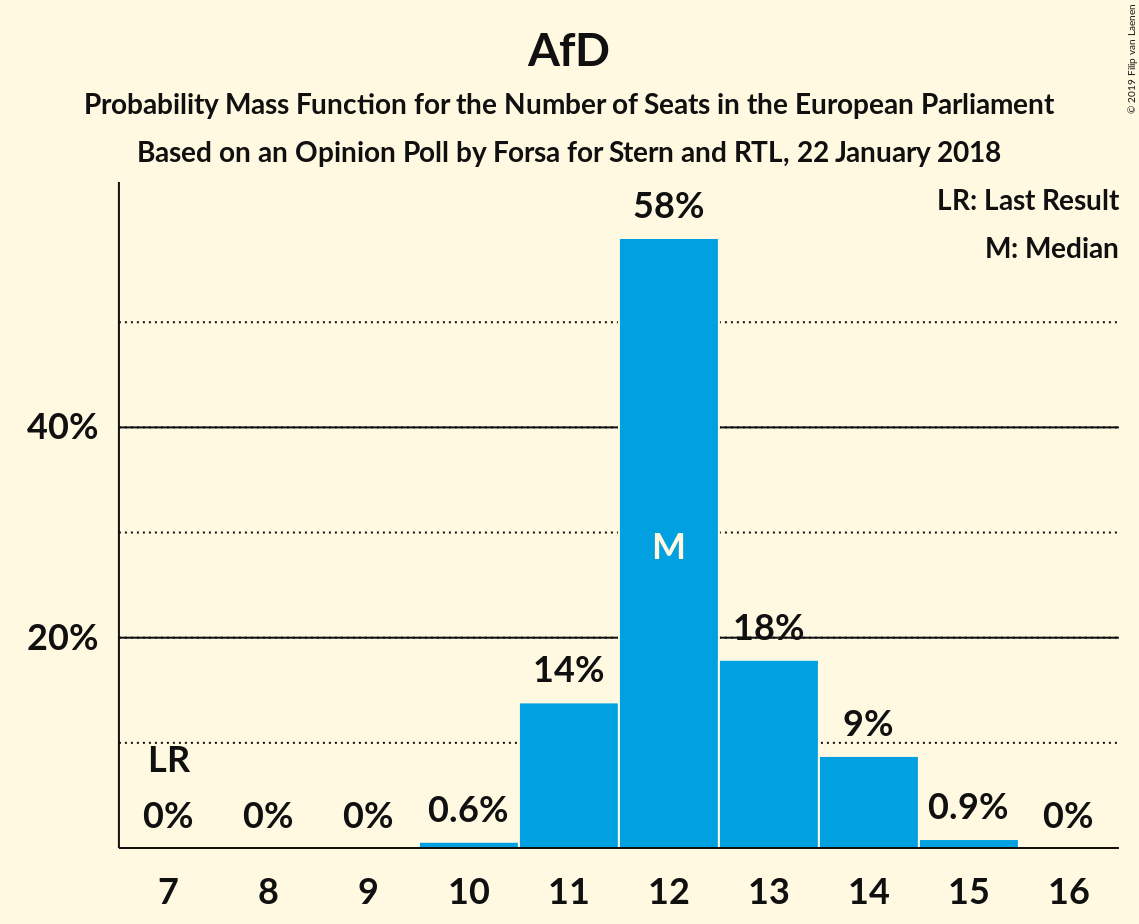 AfD
Probability Mass Function for the Number of Seats in the European Parliament
Based on an Opinion Poll by Forsa for Stern and RTL, 22 January 2018
© 2019 Filip van Laenen
LR: Last Result
M: Median
58%
40%
M
20%
18%
14%
9%
LR
0%
0%
0%
0.6%
0.9%
0%
7
8
9
10
11
12
13
14
15
16